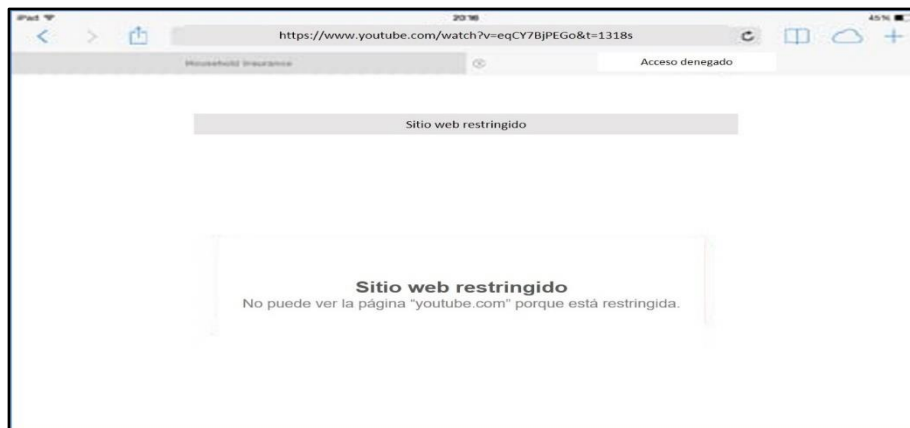 iPad
20:16
45 %
https://www.youtube.com/watch?v=eqCY7BjPEGo&t=1318s
Household Insurance
Acceso denegado
Sitio web restringido
Sitio web restringido
No puede ver la página “youtube.com” porque está restringida.